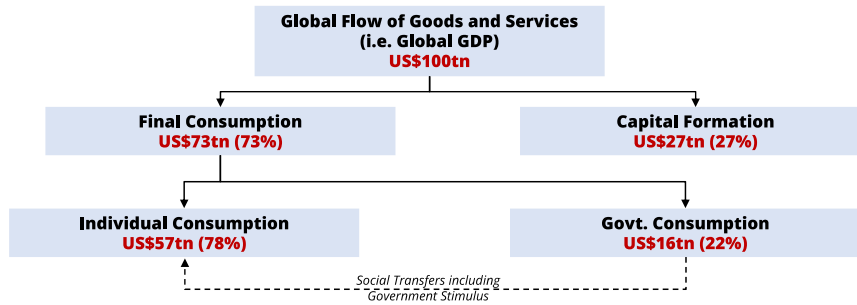 Global Flow of Goods and Services
(i.e. Global GDP)
US$100tn
Final Consumption
US$73tn (73%)
Capital Formation
US$27tn (27%)
Individual Consumption
US$57tn (78%)
Govt. Consumption
US$16tn (22%)
Social Transfers including
Government Stimulus